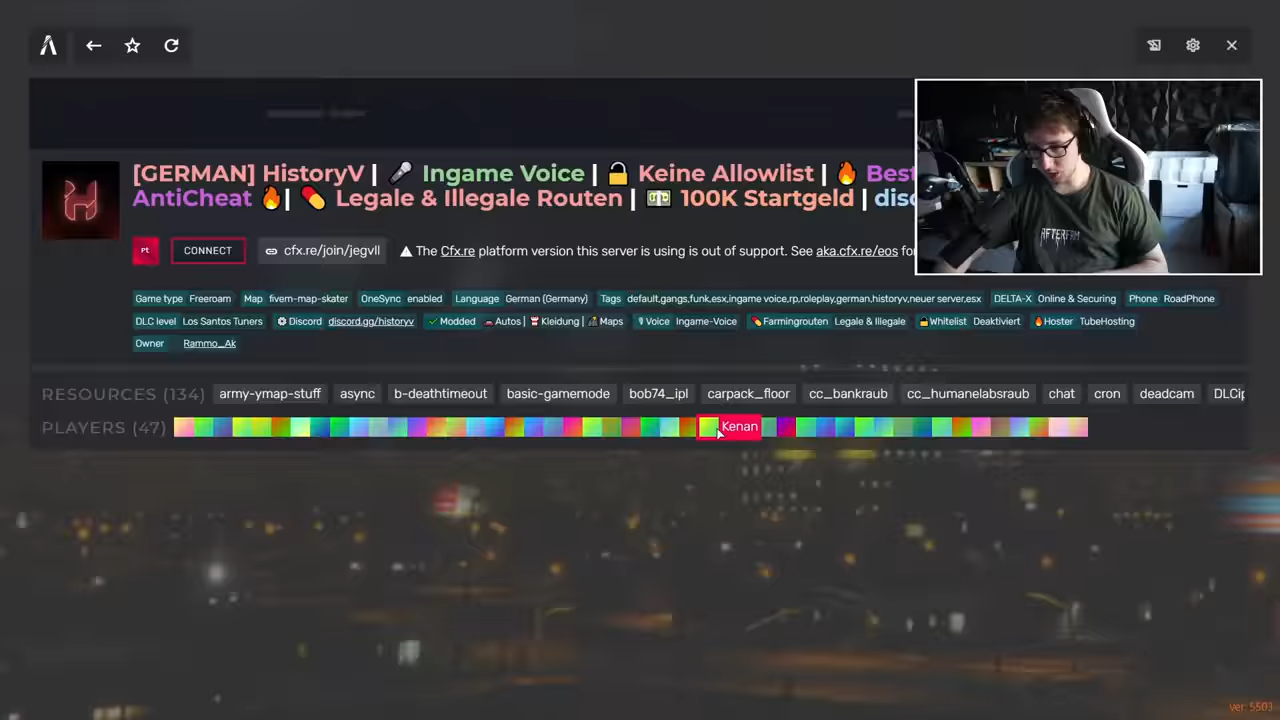 [GERMAN] HistoryV | 🎤 Ingame Voice | 🔒 Keine Allowlist | 🔥 Best
AntiCheat 🔥| 💊 Legale & Illegale Routen | 💵 100K Startgeld | disc
Pt CONNECT cfx.re/join/jegvll The Cfx.re platform version this server is using is out of support. See aka.cfx.re/eos for
Game type Freeroam Map fivem-map-skater OneSync enabled Language German (Germany) Tags default,gangs,funk,esx,ingame voice,rp,roleplay,german,historyv,neuer server,esx DELTA-X Online & Securing Phone RoadPhone
DLC level Los Santos Tuners Discord discord.gg/historyv Modded Autos | Kleidung | Maps Voice Ingame-Voice Farmingrouten Legale & Illegale Whitelist Deaktiviert Hoster TubeHosting
Owner Rammo_Ak
RESOURCES (134) army-ymap-stuff async b-deathtimeout basic-gamemode bob74_ipl carpack_floor cc_bankraub cc_humanelabsraub chat cron deadcam DLCip
PLAYERS (47) Kenan
AFTERFAM
ver: 5503